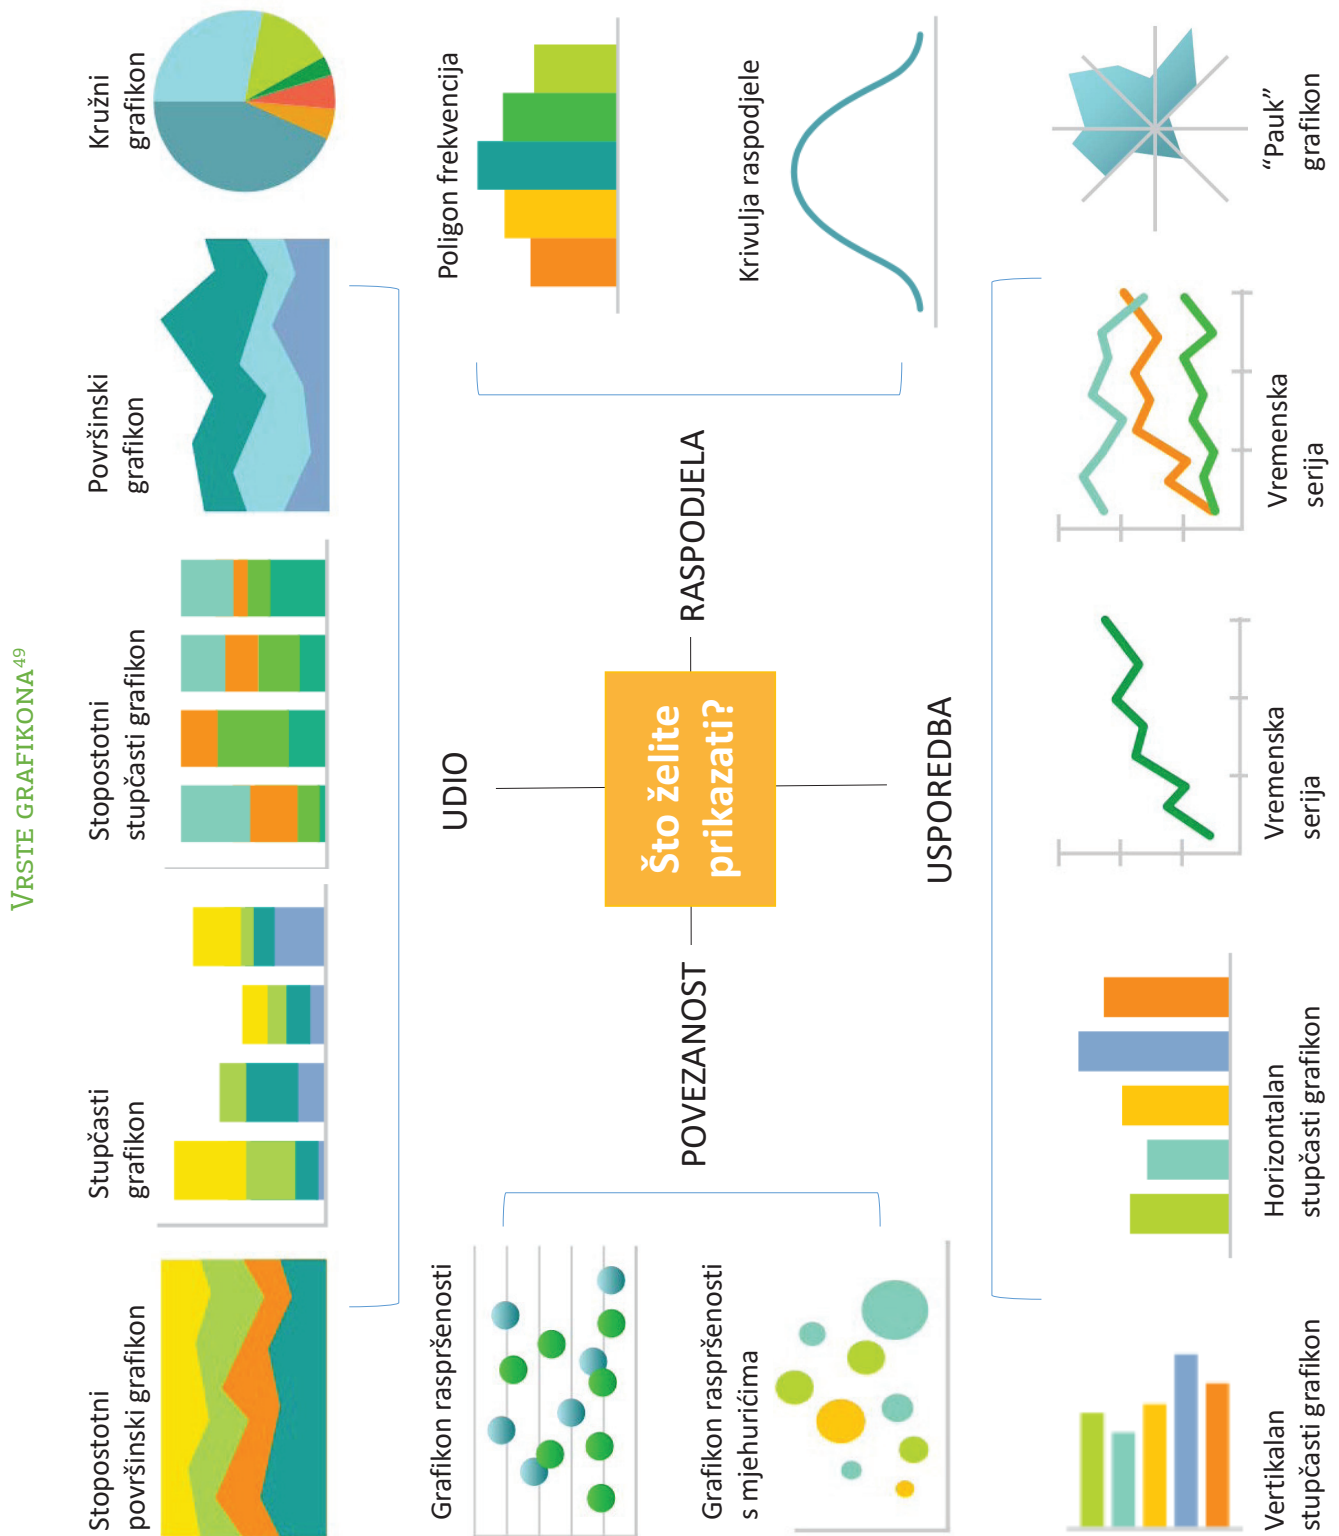 VRSTE GRAFIKONA49
Stopostotni
površinski grafikon
Stupčasti
grafikon
Stopostotni
stupčasti grafikon
Površinski
grafikon
Kružni
grafikon
UDIO
Grafikon raspršenosti
Grafikon raspršenosti
s mjehurićima
POVEZANOST
Što želite
prikazati?
RASPODJELA
Poligon frekvencija
Krivulja raspodjele
USPOREDBA
Vertikalan
stupčasti grafikon
Horizontalan
stupčasti grafikon
Vremenska
serija
Vremenska
serija
“Pauk”
grafikon